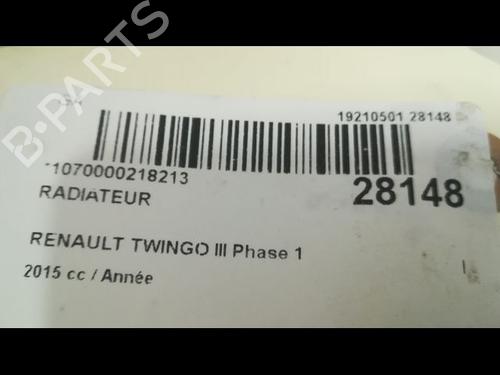 B-PARTS
19210501 28148
1070000218213
28148
RADIATEUR
RENAULT TWINGO III Phase 1
2015 cc / Année